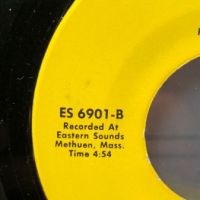 ES 6901-B
Recorded At
Eastern Sounds
Methuen, Mass.
Time 4:54